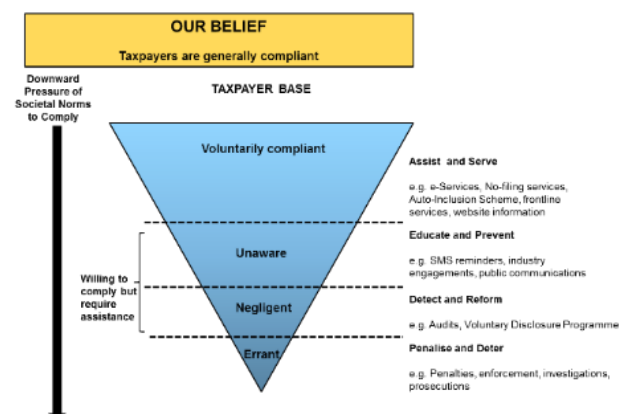 OUR BELIEF
Taxpayers are generally compliant
Downward
Pressure of
Societal Norms
to Comply
TAXPAYER BASE
Voluntarily compliant
Assist and Serve
e.g. e-Services, No-filing services,
Auto-Inclusion Scheme, frontline
services, website information
Unaware
Educate and Prevent
e.g. SMS reminders, industry
engagements, public communications
Willing to
comply but
require
assistance
Negligent
Detect and Reform
e.g. Audits, Voluntary Disclosure Programme
Errant
Penalise and Deter
e.g. Penalties, enforcement, investigations,
prosecutions